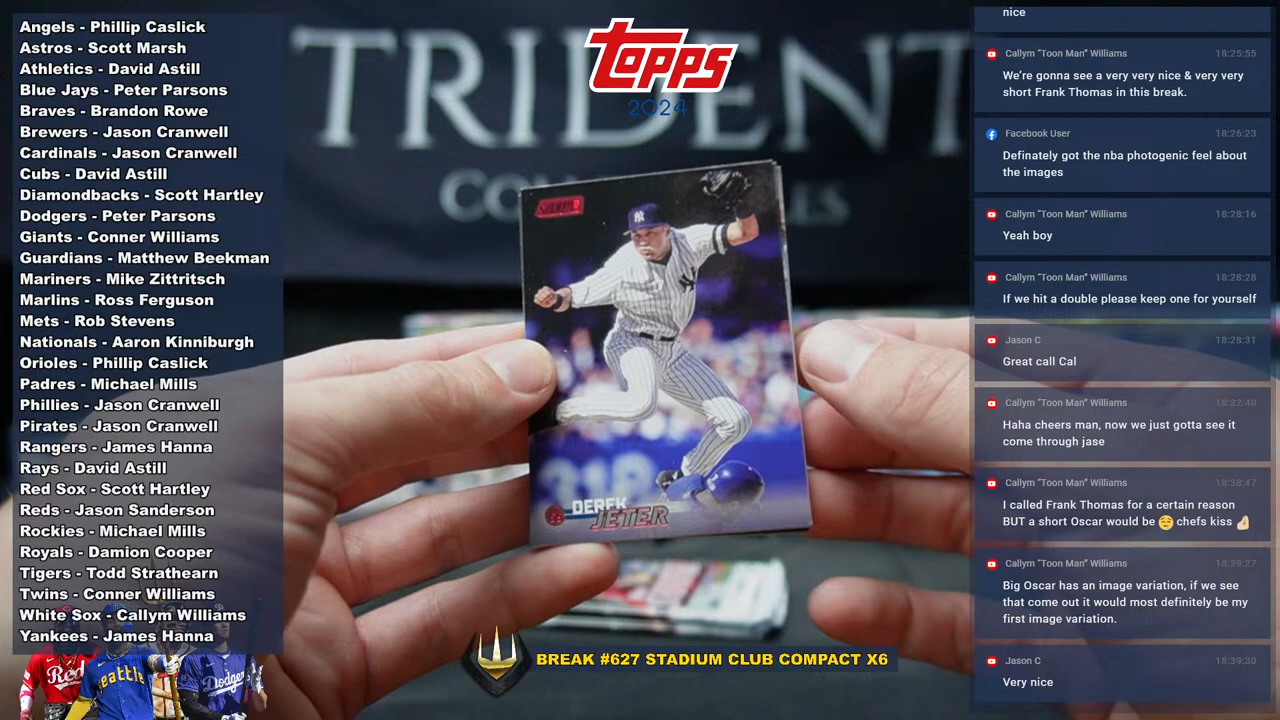 Angels - Phillip Caslick
Astros - Scott Marsh
Athletics - David Astill
Blue Jays - Peter Parsons
Braves - Brandon Rowe
Brewers - Jason Cranwell
Cardinals - Jason Cranwell
Cubs - David Astill
Diamondbacks - Scott Hartley
Dodgers - Peter Parsons
Giants - Conner Williams
Guardians - Matthew Beekman
Mariners - Mike Zittritsch
Marlins - Ross Ferguson
Mets - Rob Stevens
Nationals - Aaron Kinniburgh
Orioles - Phillip Caslick
Padres - Michael Mills
Phillies - Jason Cranwell
Pirates - Jason Cranwell
Rangers - James Hanna
Rays - David Astill
Red Sox - Scott Hartley
Reds - Jason Sanderson
Rockies - Michael Mills
Royals - Damion Cooper
Tigers - Todd Strathearn
Twins - Conner Williams
White Sox - Callym Williams
Yankees - James Hanna
TRIDENT
topps
2024
DEREK
JETER
BREAK #627 STADIUM CLUB COMPACT X6
nice
Callym "Toon Man" Williams 18:25:55
We're gonna see a very very nice & very very
short Frank Thomas in this break.
Facebook User 18:26:23
Definately got the nba photogenic feel about
the images
Callym "Toon Man" Williams 18:28:16
Yeah boy
Callym "Toon Man" Williams 18:28:28
If we hit a double please keep one for yourself
Jason C 18:28:31
Great call Cal
Callym "Toon Man" Williams 18:32:40
Haha cheers man, now we just gotta see it
come through jase
Callym "Toon Man" Williams 18:38:47
I called Frank Thomas for a certain reason
BUT a short Oscar would be 😌 chefs kiss 🤌🏻
Callym "Toon Man" Williams 18:39:27
Big Oscar has an image variation, if we see
that come out it would most definitely be my
first image variation.
Jason C 18:39:30
Very nice